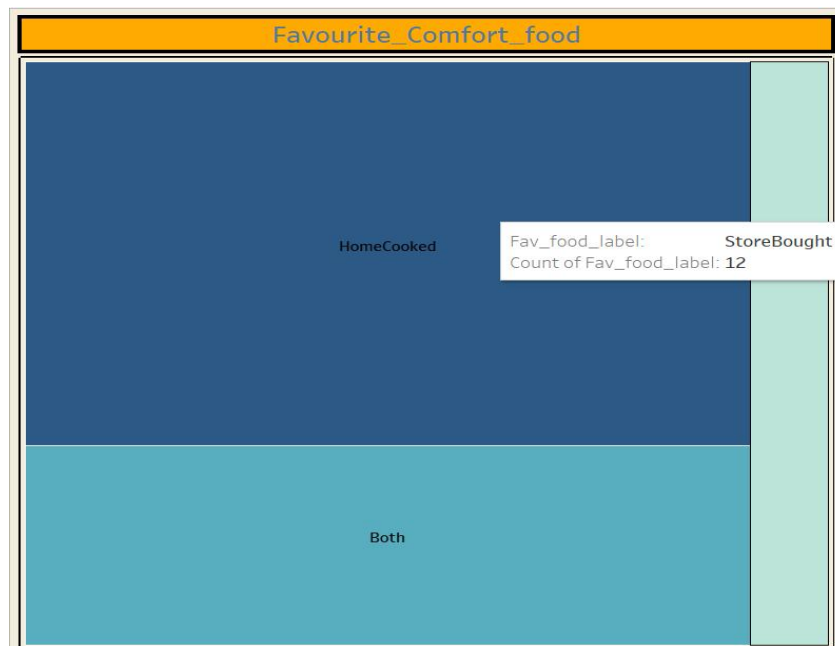 Favourite_Comfort_food
HomeCooked
Fav_food_label: StoreBought
Count of Fav_food_label: 12
Both